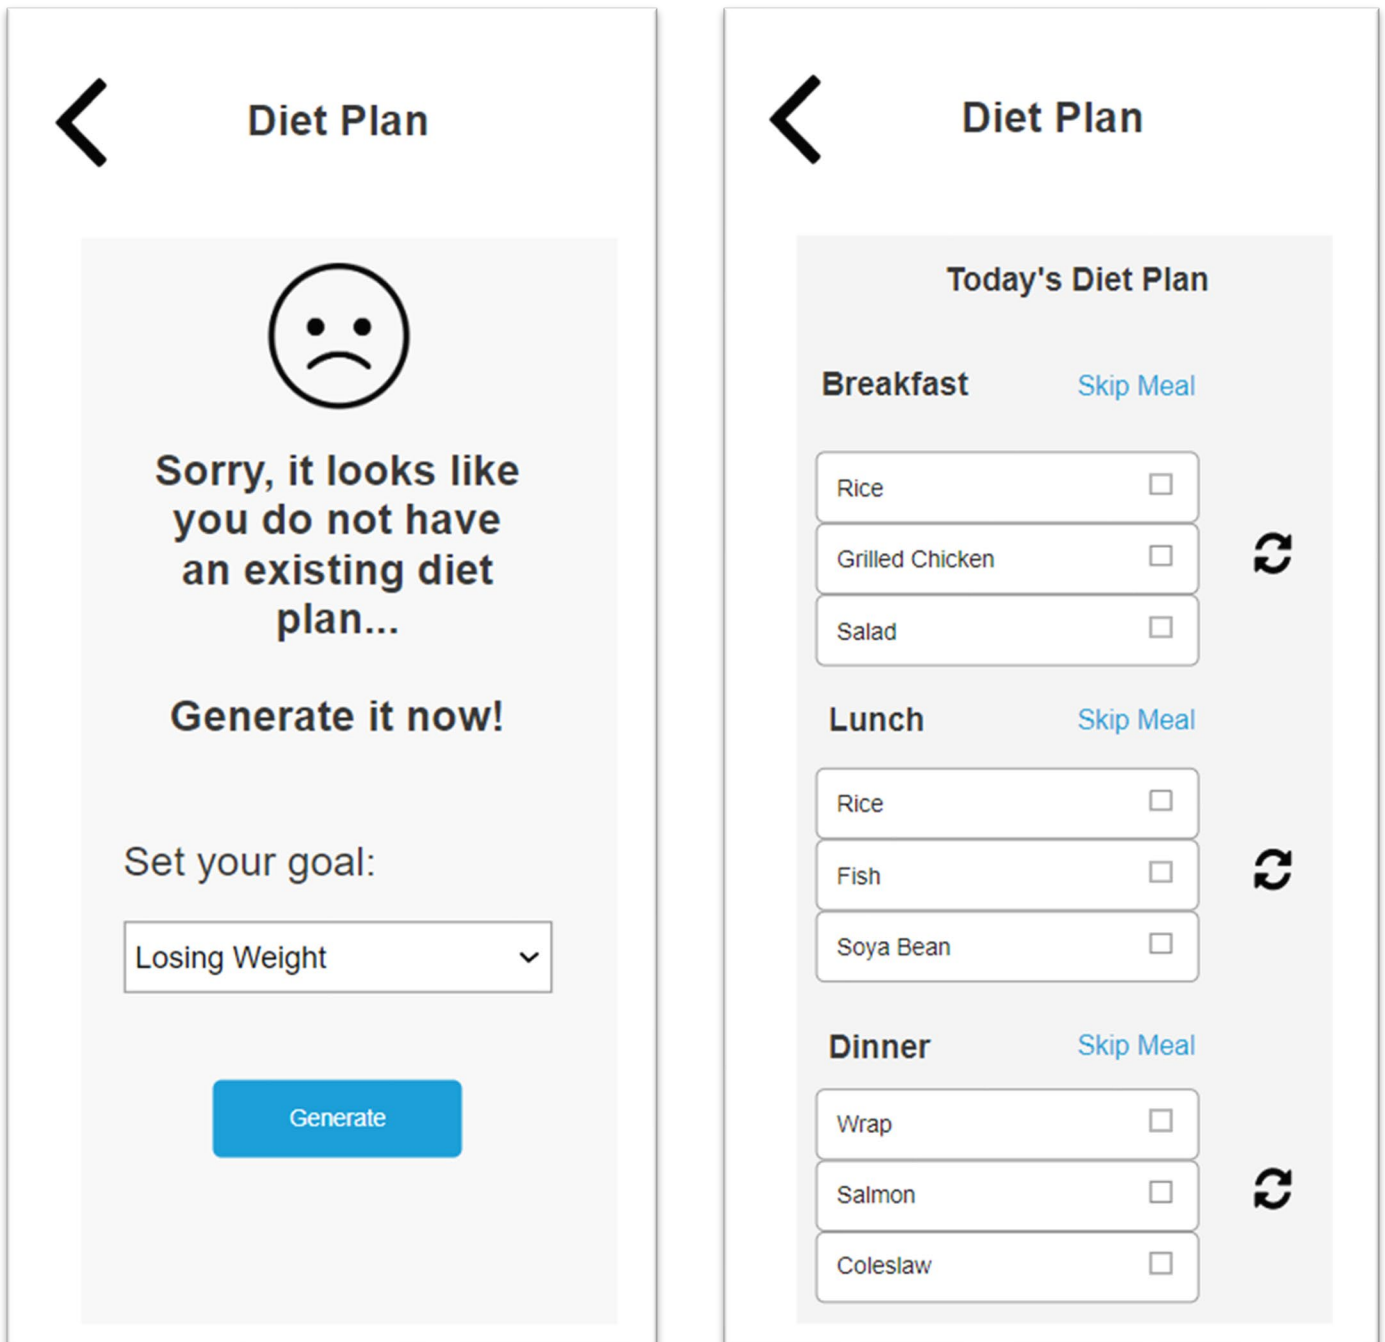 Diet Plan
Sorry, it looks like
you do not have
an existing diet
plan...
Generate it now!
Set your goal:
Losing Weight
Generate
Diet Plan
Today's Diet Plan
Breakfast Skip Meal
Rice
Grilled Chicken
Salad
Lunch Skip Meal
Rice
Fish
Soya Bean
Dinner Skip Meal
Wrap
Salmon
Coleslaw